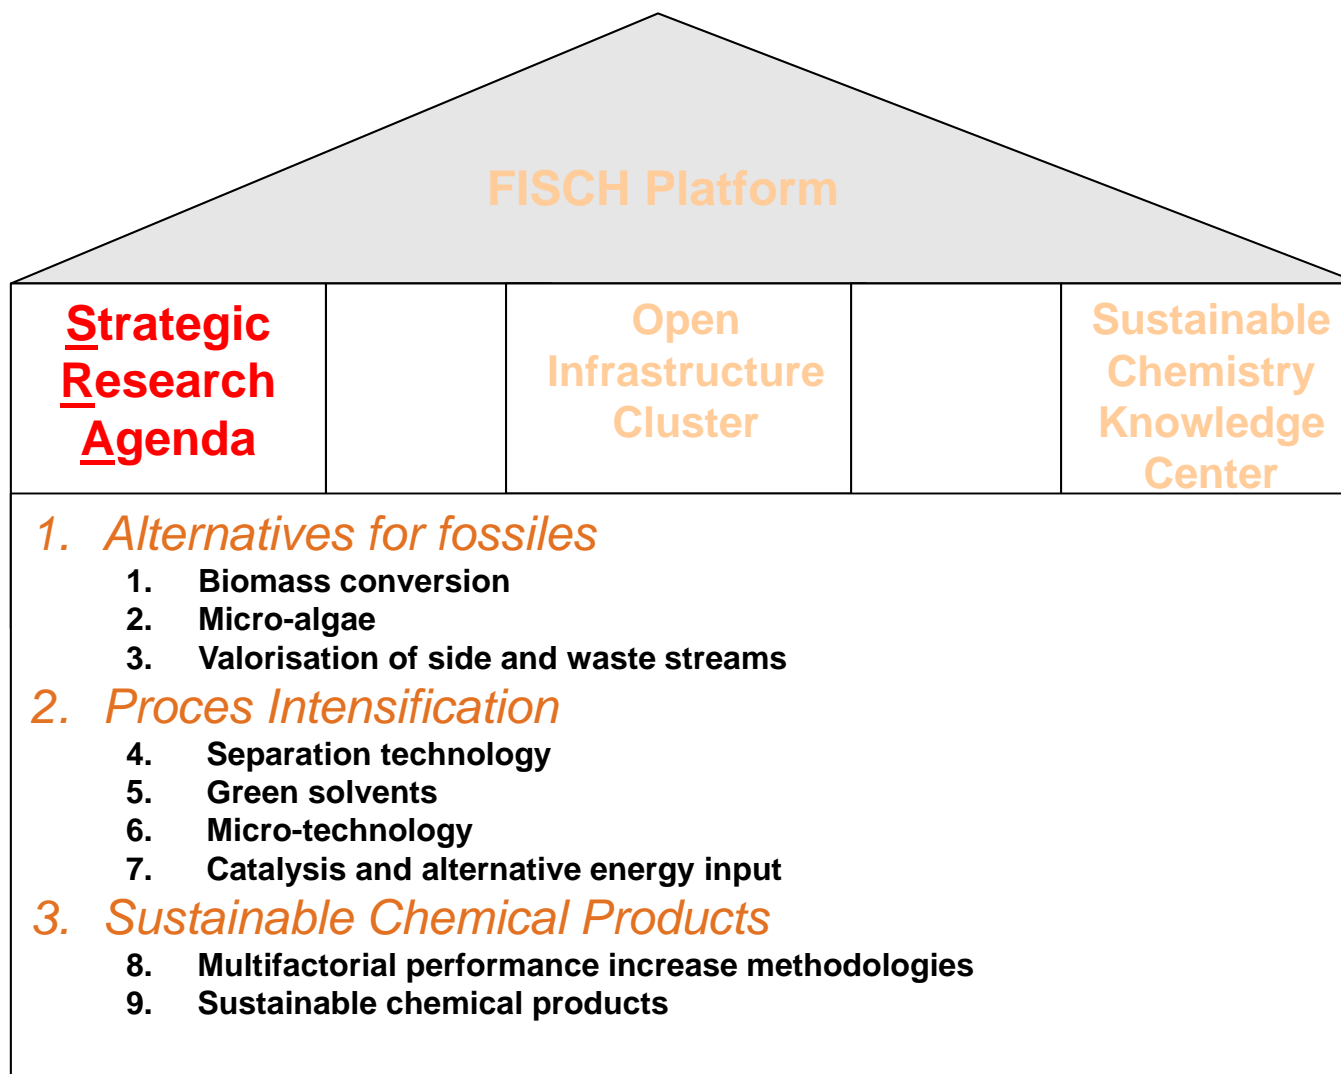 FISCH Platform
Strategic
Research
Agenda
Open
Infrastructure
Cluster
Sustainable
Chemistry
Knowledge
Center
1. Alternatives for fossiles
1. Biomass conversion
2. Micro-algae
3. Valorisation of side and waste streams
2. Proces Intensification
4. Separation technology
5. Green solvents
6. Micro-technology
7. Catalysis and alternative energy input
3. Sustainable Chemical Products
8. Multifactorial performance increase methodologies
9. Sustainable chemical products